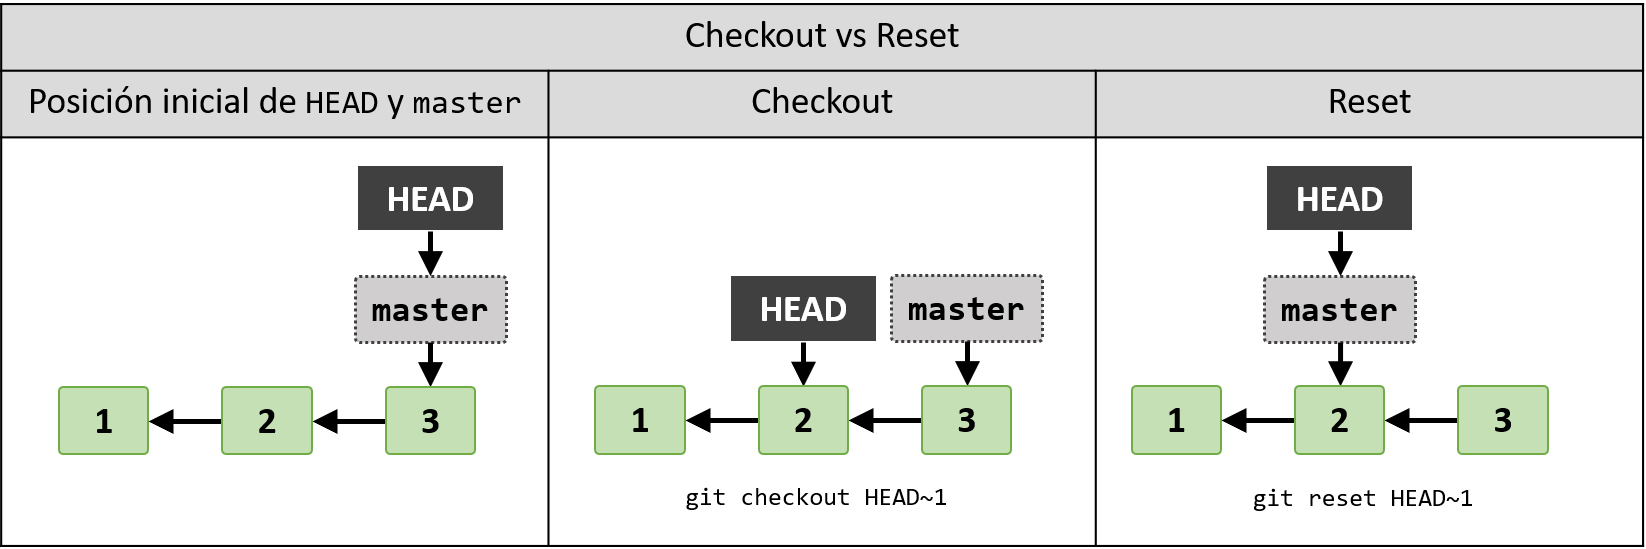 Checkout vs Reset
Posición inicial de HEAD y master
Checkout
Reset
HEAD
master
1
2
3
HEAD
master
1
2
3
git checkout HEAD~1
HEAD
master
1
2
3
git reset HEAD~1